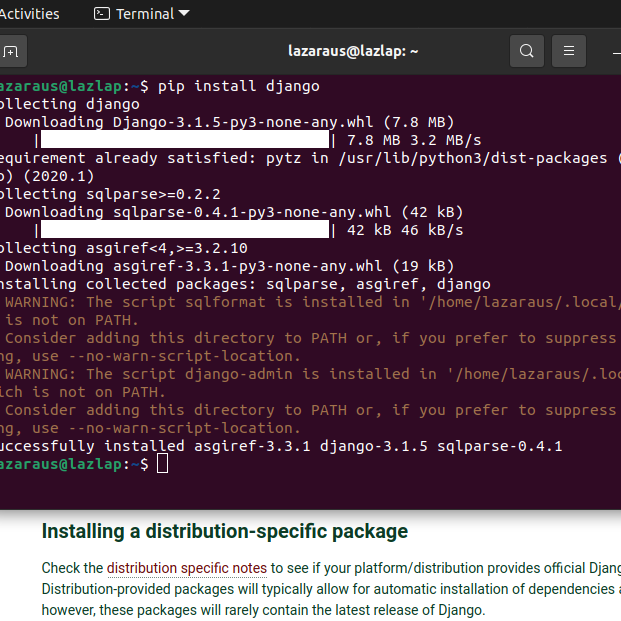 Activities Terminal
lazaraus@lazlap: ~
azaraus@lazlap:~$ pip install django
ollecting django
Downloading Django-3.1.5-py3-none-any.whl (7.8 MB)
| | 7.8 MB 3.2 MB/s
equirement already satisfied: pytz in /usr/lib/python3/dist-packages (
o) (2020.1)
ollecting sqlparse>=0.2.2
Downloading sqlparse-0.4.1-py3-none-any.whl (42 kB)
| | 42 kB 46 kB/s
ollecting asgiref<4,>=3.2.10
Downloading asgiref-3.3.1-py3-none-any.whl (19 kB)
nstalling collected packages: sqlparse, asgiref, django
WARNING: The script sqlformat is installed in '/home/lazaraus/.local/
is not on PATH.
Consider adding this directory to PATH or, if you prefer to suppress
ng, use --no-warn-script-location.
WARNING: The script django-admin is installed in '/home/lazaraus/.loc
ich is not on PATH.
Consider adding this directory to PATH or, if you prefer to suppress
ng, use --no-warn-script-location.
uccessfully installed asgiref-3.3.1 django-3.1.5 sqlparse-0.4.1
azaraus@lazlap:~$
Installing a distribution-specific package
Check the distribution specific notes to see if your platform/distribution provides official Djang
Distribution-provided packages will typically allow for automatic installation of dependencies a
however, these packages will rarely contain the latest release of Django.